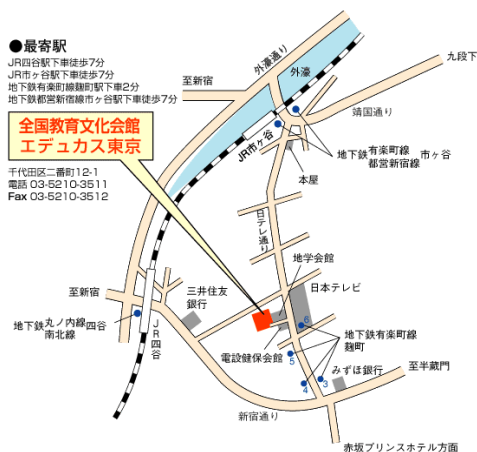 ●最寄駅
JR四谷駅下車徒歩7分
JR市ヶ谷駅下車徒歩7分
地下鉄有楽町線麹町駅下車2分
地下鉄都営新宿線市ヶ谷駅下車徒歩7分
全国教育文化会館
エデュカス東京
千代田区二番町12-1
電話 03-5210-3511
Fax 03-5210-3512
至新宿
外濠通り
外濠
九段下
靖国通り
JR市ヶ谷
地下鉄有楽町線
都営新宿線
市ヶ谷
本屋
日テレ通り
地学会館
日本テレビ
至新宿
三井住友
銀行
地下鉄丸ノ内線
南北線
四谷
JR四谷
電設健保会館
6
5
4
3
地下鉄有楽町線
麹町
みずほ銀行
至半蔵門
新宿通り
赤坂プリンスホテル方面